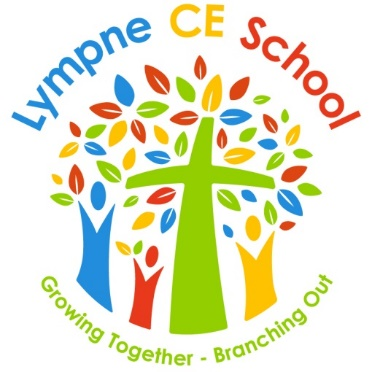 Lympne CE School
Growing Together - Branching Out